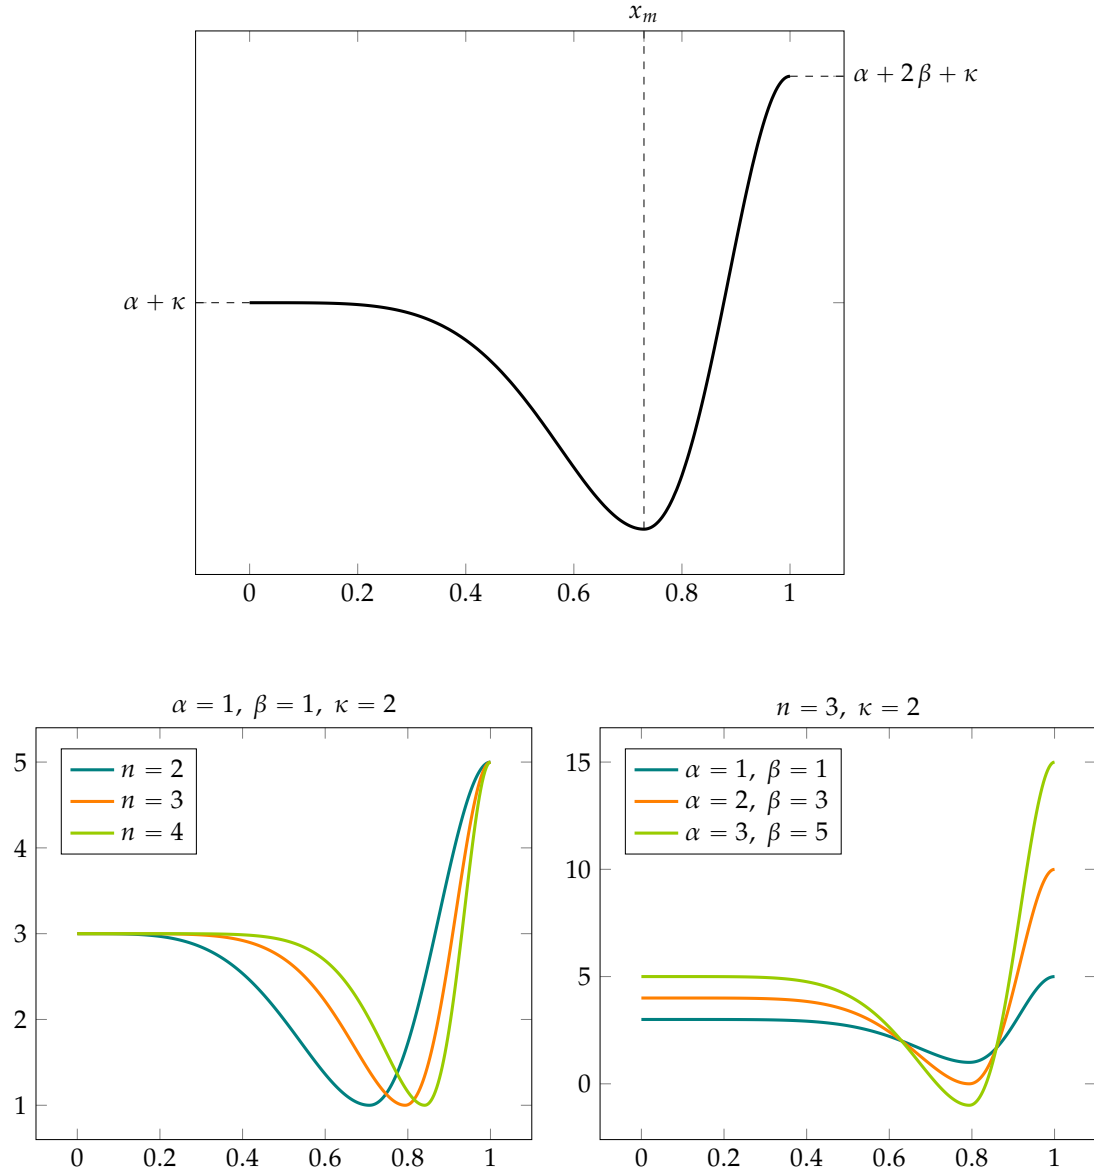 x_m
α + 2β + κ
α + κ
0 0.2 0.4 0.6 0.8 1
α = 1, β = 1, κ = 2
5
4
3
2
1
n = 2
n = 3
n = 4
0 0.2 0.4 0.6 0.8 1
n = 3, κ = 2
15
10
5
0
α = 1, β = 1
α = 2, β = 3
α = 3, β = 5
0 0.2 0.4 0.6 0.8 1